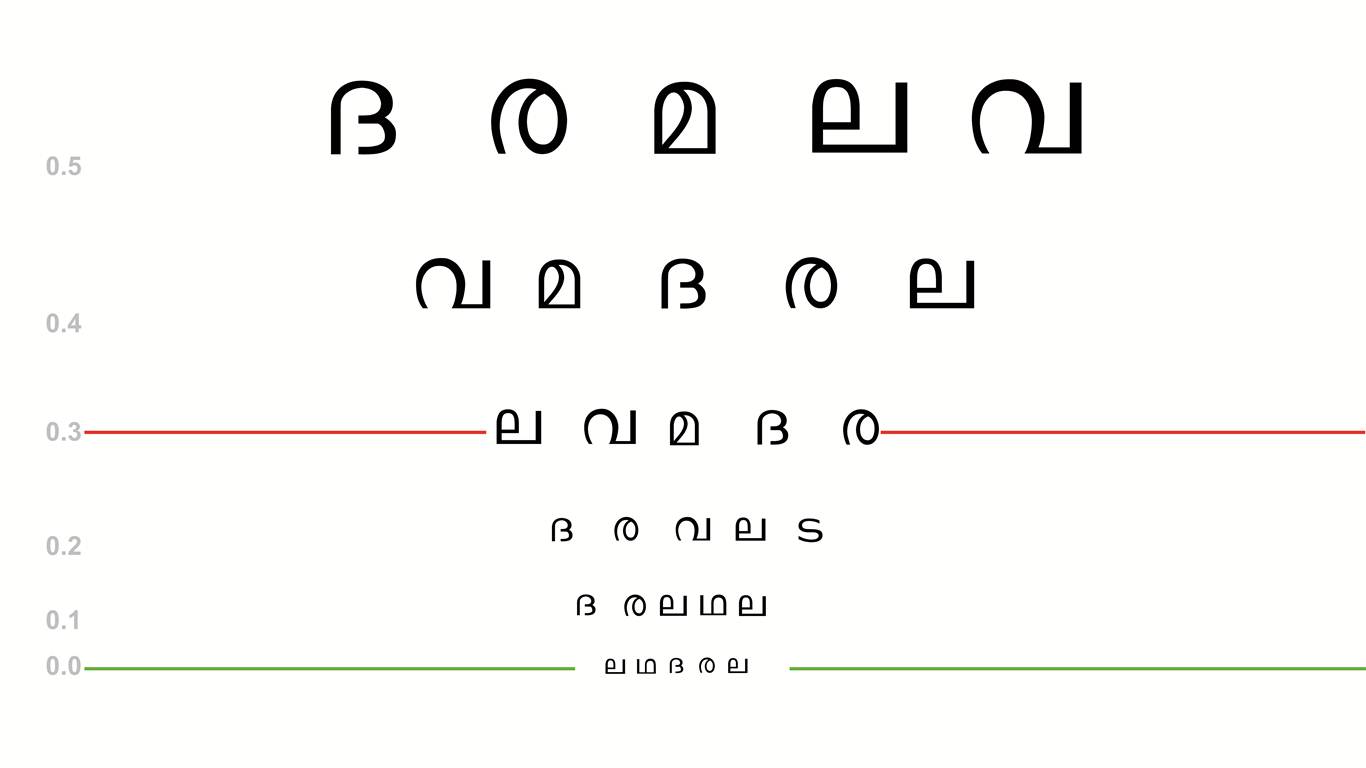 ദ ര മ ല വ
0.5
വ മ ദ ര ല
0.4
0.3 ല വ മ ദ ര
ദ ര വ ല ട
0.2
ദ ര ല ധ ല
0.1
0.0 ല ധ ദ ര ല